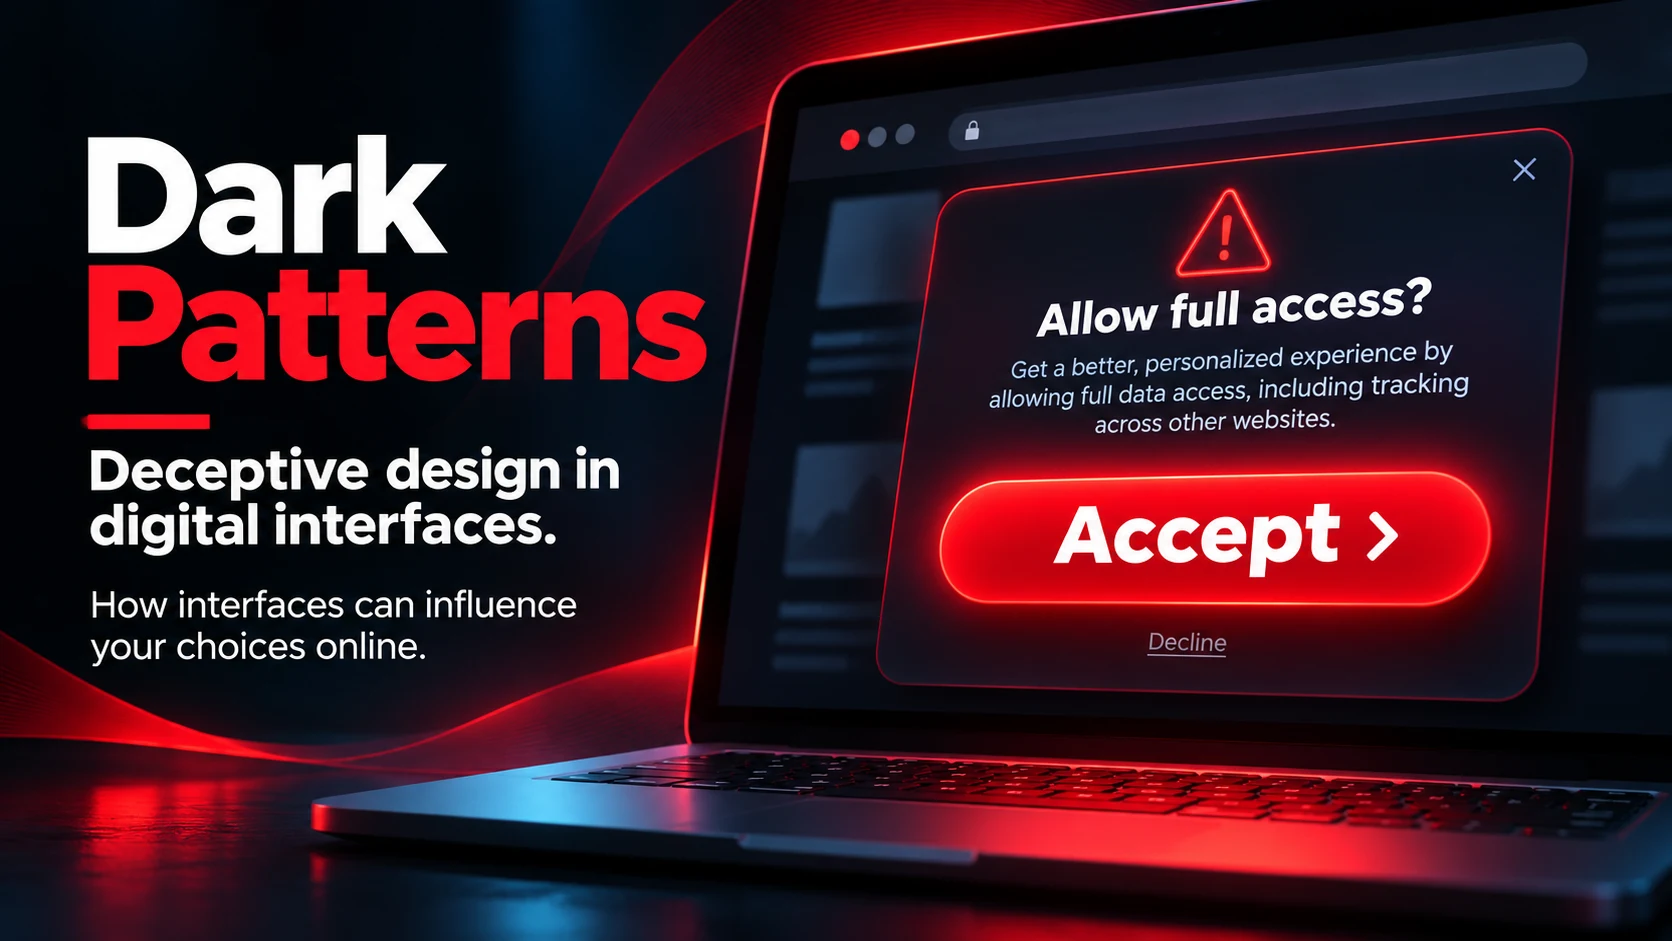 Dark
Patterns
Deceptive design in
digital interfaces.
How interfaces can influence
your choices online.
Allow full access?
Get a better, personalized experience by
allowing full data access, including tracking
across other websites.
Accept
Decline